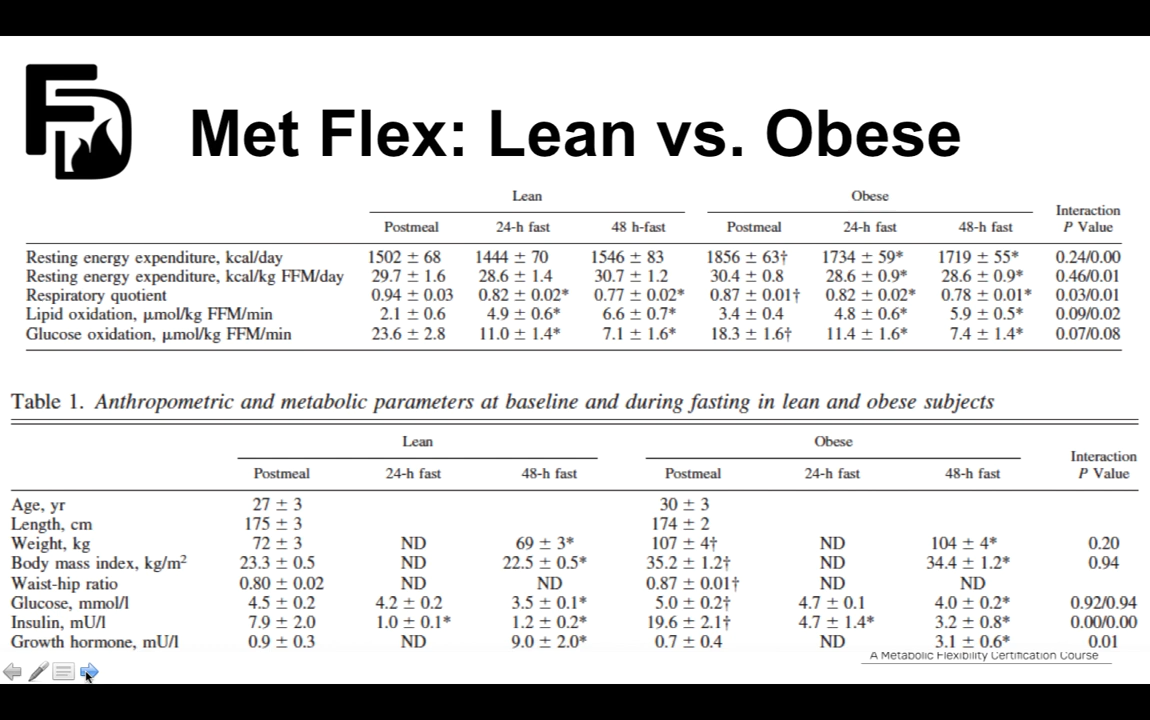 Met Flex: Lean vs. Obese
Lean Obese
Interaction
Postmeal 24-h fast 48 h-fast Postmeal 24-h fast 48-h fast P Value
Resting energy expenditure, kcal/day 1502 ± 68 1444 ± 70 1546 ± 83 1856 ± 63† 1734 ± 59* 1719 ± 55* 0.24/0.00
Resting energy expenditure, kcal/kg FFM/day 29.7 ± 1.6 28.6 ± 1.4 30.7 ± 1.2 30.4 ± 0.8 28.6 ± 0.9* 28.6 ± 0.9* 0.46/0.01
Respiratory quotient 0.94 ± 0.03 0.82 ± 0.02* 0.77 ± 0.02* 0.87 ± 0.01† 0.82 ± 0.02* 0.78 ± 0.01* 0.03/0.01
Lipid oxidation, μmol/kg FFM/min 2.1 ± 0.6 4.9 ± 0.6* 6.6 ± 0.7* 3.4 ± 0.4 4.8 ± 0.6* 5.9 ± 0.5* 0.09/0.02
Glucose oxidation, μmol/kg FFM/min 23.6 ± 2.8 11.0 ± 1.4* 7.1 ± 1.6* 18.3 ± 1.6† 11.4 ± 1.6* 7.4 ± 1.4* 0.07/0.08
Table 1. Anthropometric and metabolic parameters at baseline and during fasting in lean and obese subjects
Lean Obese
Interaction
Postmeal 24-h fast 48-h fast Postmeal 24-h fast 48-h fast P Value
Age, yr 27 ± 3 30 ± 3
Length, cm 175 ± 3 174 ± 2
Weight, kg 72 ± 3 ND 69 ± 3* 107 ± 4† ND 104 ± 4* 0.20
Body mass index, kg/m² 23.3 ± 0.5 ND 22.5 ± 0.5* 35.2 ± 1.2† ND 34.4 ± 1.2* 0.94
Waist-hip ratio 0.80 ± 0.02 ND ND 0.87 ± 0.01† ND ND
Glucose, mmol/l 4.5 ± 0.2 4.2 ± 0.2 3.5 ± 0.1* 5.0 ± 0.2† 4.7 ± 0.1 4.0 ± 0.2* 0.92/0.94
Insulin, mU/l 7.9 ± 2.0 1.0 ± 0.1* 1.2 ± 0.2* 19.6 ± 2.1† 4.7 ± 1.4* 3.2 ± 0.8* 0.00/0.00
Growth hormone, mU/l 0.9 ± 0.3 ND 9.0 ± 2.0* 0.7 ± 0.4 ND 3.1 ± 0.6* 0.01
A Metabolic Flexibility Certification Course